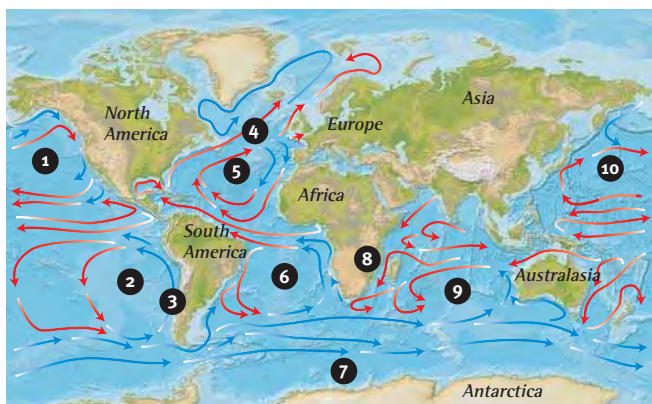 North
America
Europe
Asia
Africa
South
America
Australasia
Antarctica
1
2
3
4
5
6
7
8
9
10